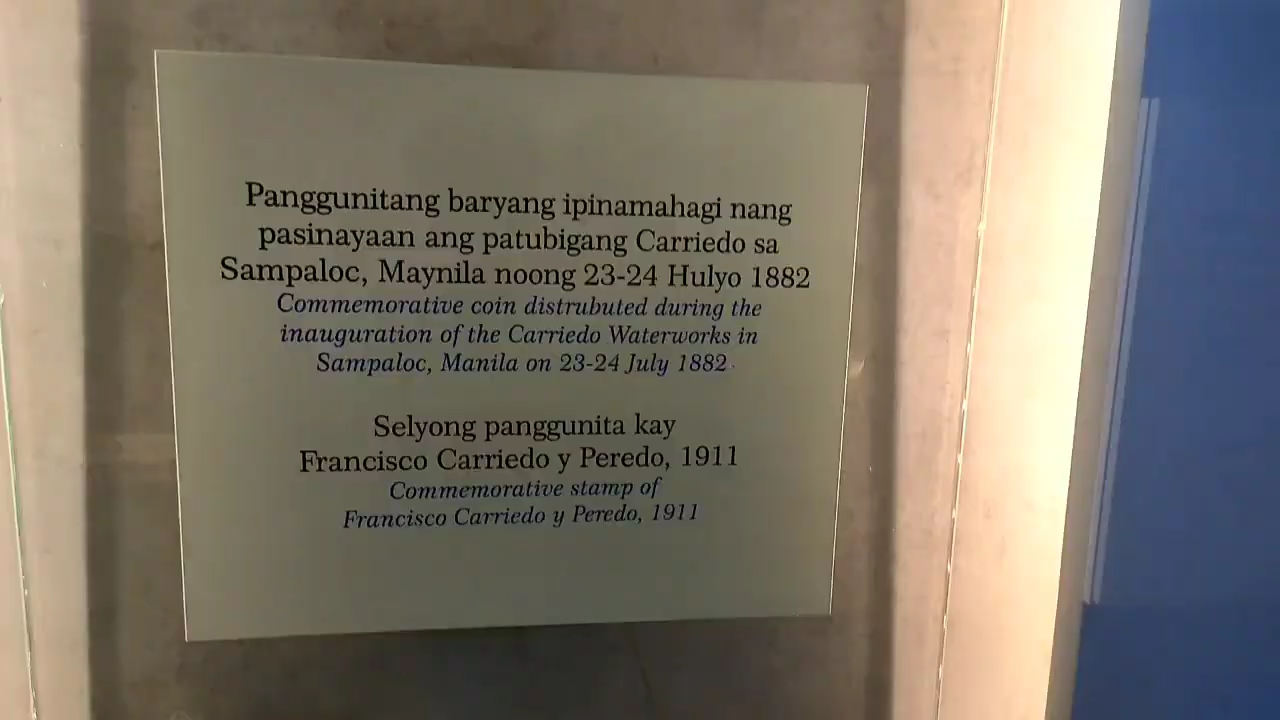 Panggunitang baryang ipinamahagi nang
pasinayaan ang patubigang Carriedo sa
Sampaloc, Maynila noong 23-24 Hulyo 1882
Commemorative coin distrubuted during the
inauguration of the Carriedo Waterworks in
Sampaloc, Manila on 23-24 July 1882
Selyong panggunita kay
Francisco Carriedo y Peredo, 1911
Commemorative stamp of
Francisco Carriedo y Peredo, 1911